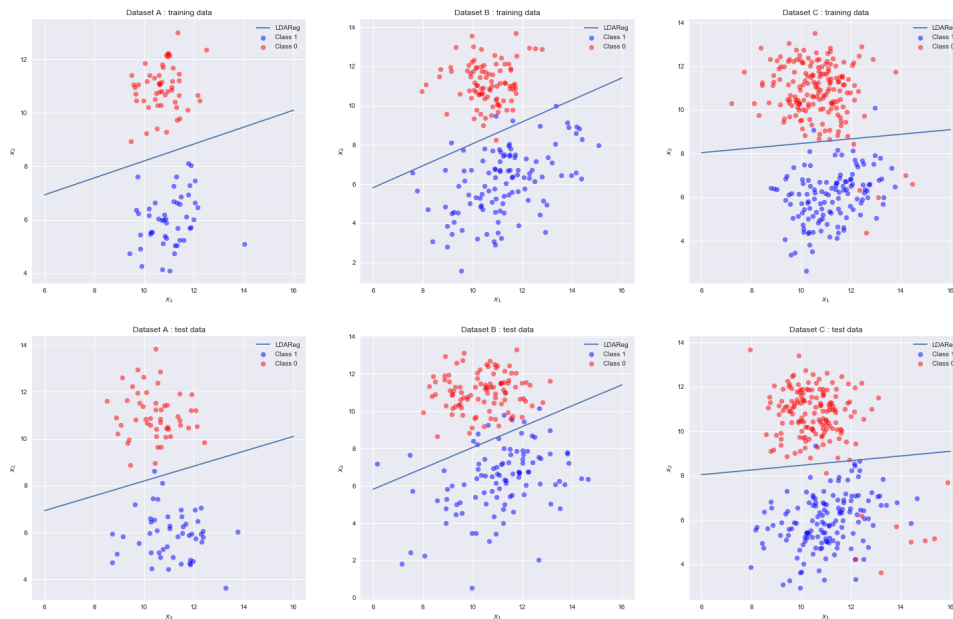 Dataset A : training data
LDAReg
Class 1
Class 0
12
10
8
6
4
x₂
6 8 10 12 14 16
x₁
Dataset B : training data
LDAReg
Class 1
Class 0
14
12
10
8
6
4
2
x₂
6 8 10 12 14 16
x₁
Dataset C : training data
LDAReg
Class 1
Class 0
14
12
10
8
6
4
x₂
6 8 10 12 14 16
x₁
Dataset A : test data
LDAReg
Class 1
Class 0
14
12
10
8
6
4
x₂
6 8 10 12 14 16
x₁
Dataset B : test data
LDAReg
Class 1
Class 0
14
12
10
8
6
4
2
0
x₂
6 8 10 12 14 16
x₁
Dataset C : test data
LDAReg
Class 1
Class 0
14
12
10
8
6
4
x₂
6 8 10 12 14 16
x₁